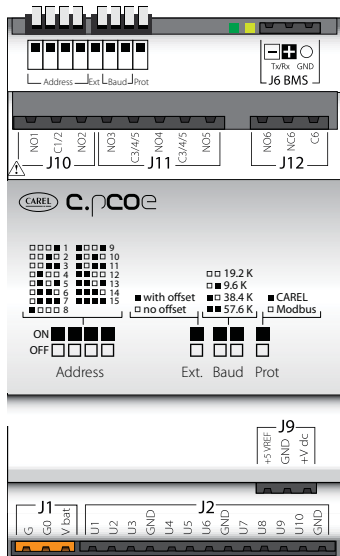 Tx/Rx GND
Address Ext Baud Prot
J6 BMS
NO1 C1/2 NO2 NO3 C3/4/5 NO4 C3/4/5 NO5 NO6 NC6 C6
J10 J11 J12
CAREL c.pCOe
1 9
2 10
3 11
4 12
5 13
6 14
7 15
8
19.2 K
9.6 K
with offset 38.4 K CAREL
no offset 57.6 K Modbus
ON
OFF
Address Ext. Baud Prot
J9
+5 VREF GND +V dc
J1 J2
G G0 V bat U1 U2 U3 GND U4 U5 U6 GND U7 U8 U9 U10 GND